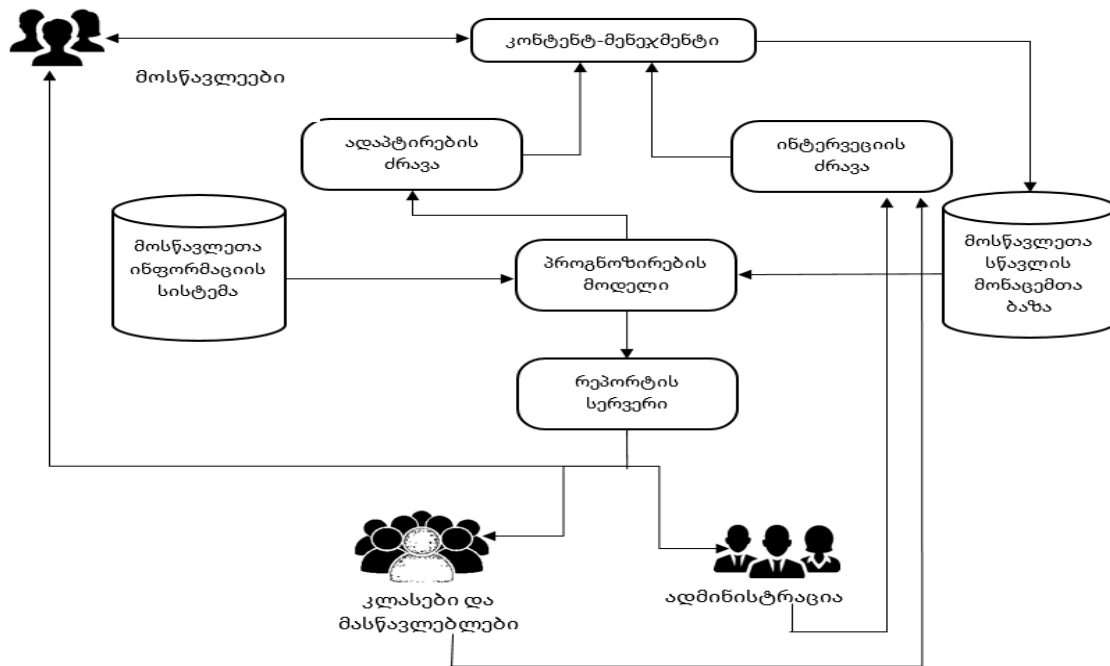 კონტენტ-მენეჯმენტი
მოსწავლეები
ადაპტირების
ძრავა
ინტერვეციის
ძრავა
მოსწავლეთა
ინფორმაციის
სისტემა
პროგნოზირების
მოდელი
მოსწავლეთა
სწავლის
მონაცემთა
ბაზა
რეპორტის
სერვერი
კლასები და
მასწავლებლები
ადმინისტრაცია